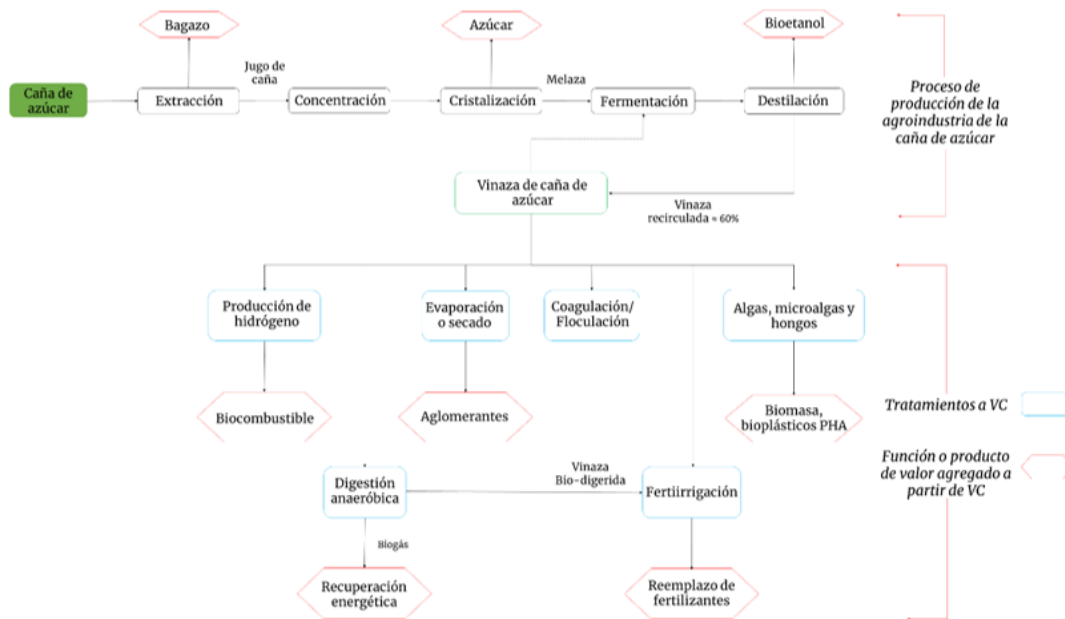 Bagazo
Azúcar
Bioetanol
Jugo de
caña
Melaza
Caña de
azúcar
Extracción
Concentración
Cristalización
Fermentación
Destilación
Proceso de
producción de la
agroindustria de la
caña de azúcar
Vinaza de caña de
azúcar
Vinaza
recirculada ≈ 60%
Producción de
hidrógeno
Evaporación
o secado
Coagulación/
Floculación
Algas, microalgas y
hongos
Biocombustible
Aglomerantes
Biomasa,
bioplásticos PHA
Tratamientos a VC
Función o producto
de valor agregado a
partir de VC
Digestión
anaeróbica
Vinaza
Bio-digerida
Fertiirrigación
Biogás
Recuperación
energética
Reemplazo de
fertilizantes